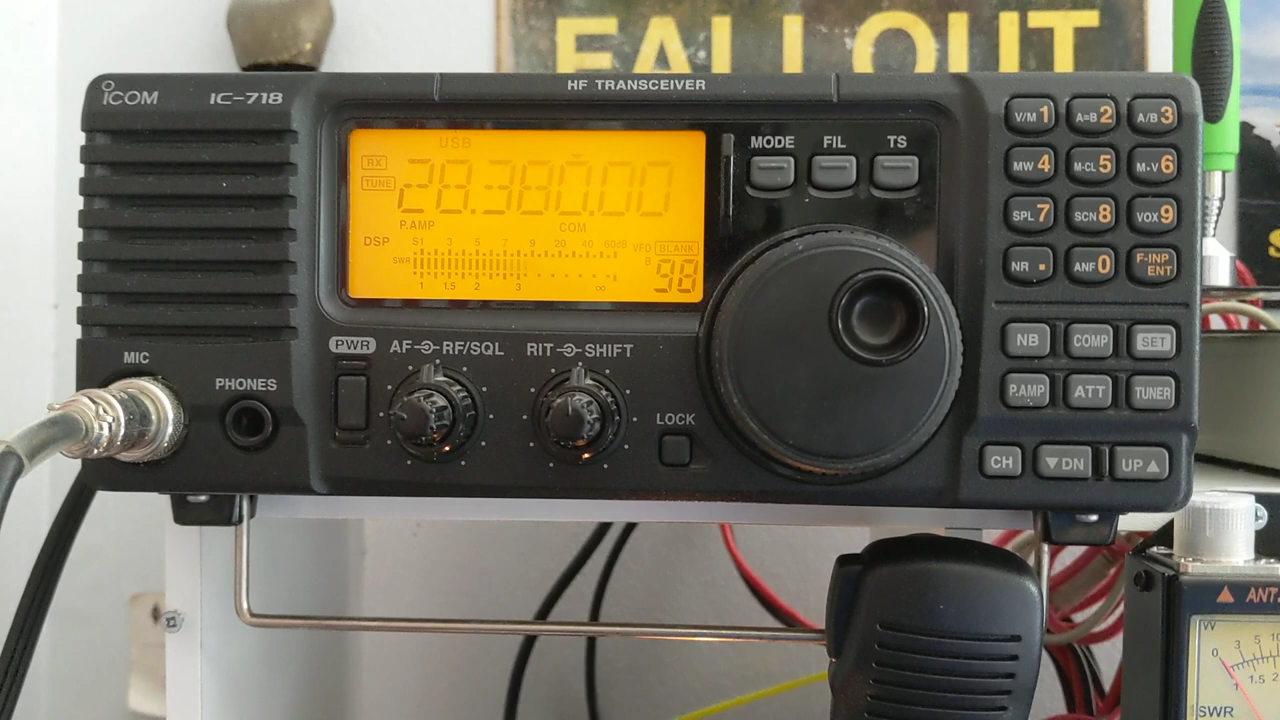 FALLOUT
HF TRANSCEIVER
ICOM IC-718
USB
RX
28.380.00
TUNE
P.AMP COM
DSP S1 3 5 7 9 20 40 60dB
VFO BLANK
SWR B 98
1 1.5 2 3 ∞
MODE FIL TS
V/M 1 A=B 2 A/B 3
MW 4 M-CL 5 M▸V 6
SPL 7 SCN 8 VOX 9
NR . ANF 0 F-INP ENT
NB COMP SET
P.AMP ATT TUNER
CH ▼DN UP▲
PWR AF RF/SQL RIT SHIFT
MIC
PHONES
LOCK
▲ ANT.
W
0 3 5 10
1 1.5 2
SWR